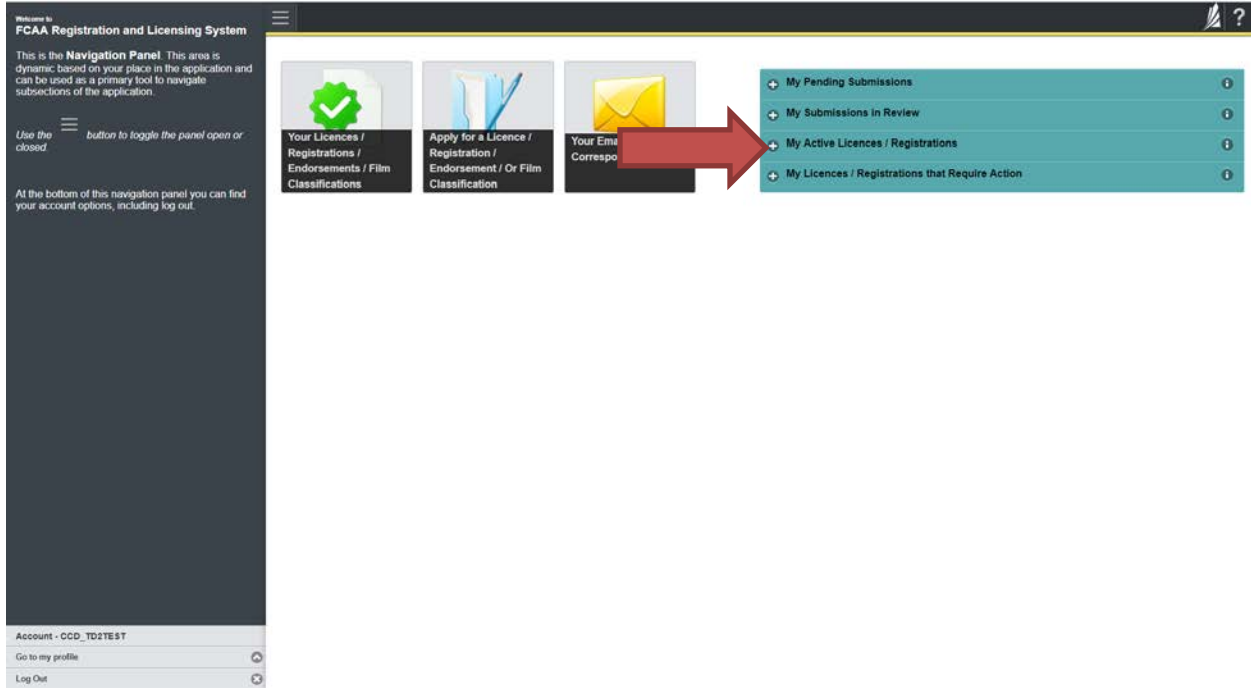 Welcome to
FCAA Registration and Licensing System
This is the Navigation Panel. This area is
dynamic based on your place in the application and
can be used as a primary tool to navigate
subsections of the application.
Use the button to toggle the panel open or
closed.
At the bottom of this navigation panel you can find
your account options, including log out.
Account - CCD_TD2TEST
Go to my profile
Log Out
?
Your Licences /
Registrations /
Endorsements / Film
Classifications
Apply for a Licence /
Registration /
Endorsement / Or Film
Classification
Your
My Pending Submissions
My Submissions in Review
My Active Licences / Registrations
My Licences / Registrations that Require Action